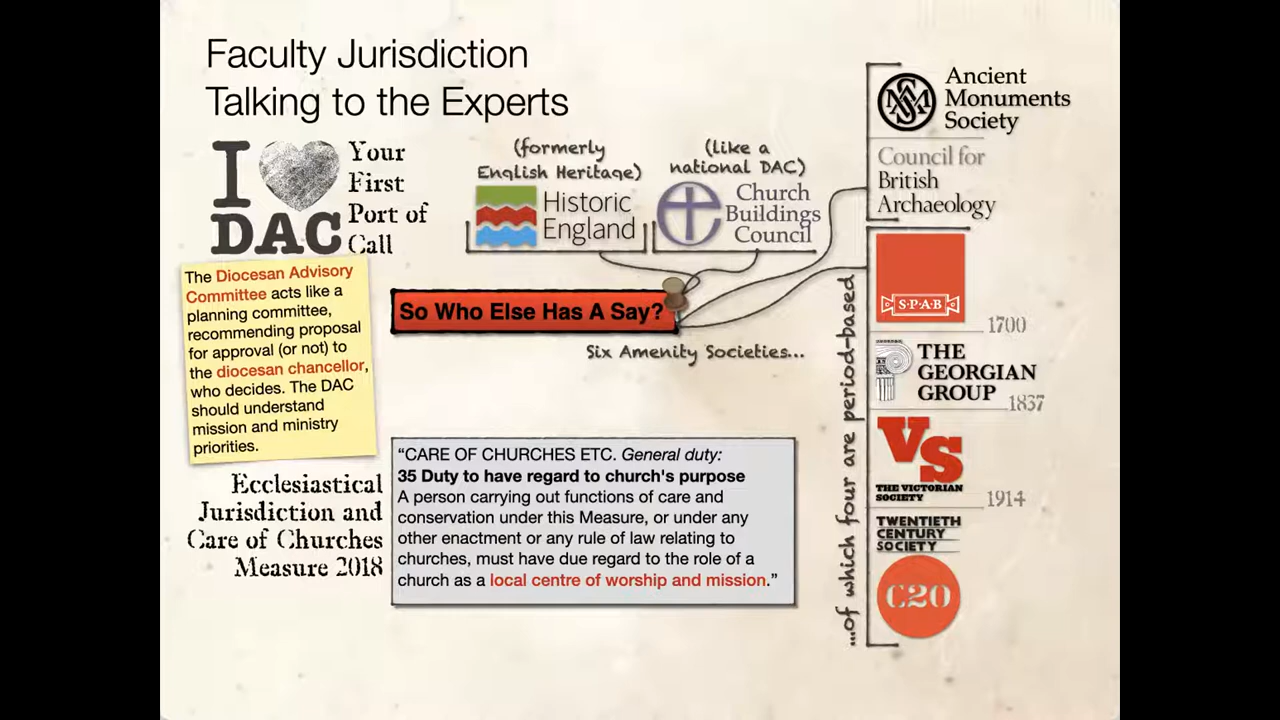 Faculty Jurisdiction
Talking to the Experts
I
DAC
Your
First
Port of
Call
The Diocesan Advisory
Committee acts like a
planning committee,
recommending proposal
for approval (or not) to
the diocesan chancellor,
who decides. The DAC
should understand
mission and ministry
priorities.
Ecclesiastical
Jurisdiction and
Care of Churches
Measure 2018
(formerly
English Heritage)
Historic
England
(like a
national DAC)
Church
Buildings
Council
So Who Else Has A Say?
Six Amenity Societies...
“CARE OF CHURCHES ETC. General duty:
35 Duty to have regard to church's purpose
A person carrying out functions of care and
conservation under this Measure, or under any
other enactment or any rule of law relating to
churches, must have due regard to the role of a
church as a local centre of worship and mission.”
...of which four are period-based
Ancient
Monuments
Society
Council for
British
Archaeology
S·P·A·B
1700
THE
GEORGIAN
GROUP
1837
VS
THE VICTORIAN
SOCIETY
1914
TWENTIETH
CENTURY
SOCIETY
C20